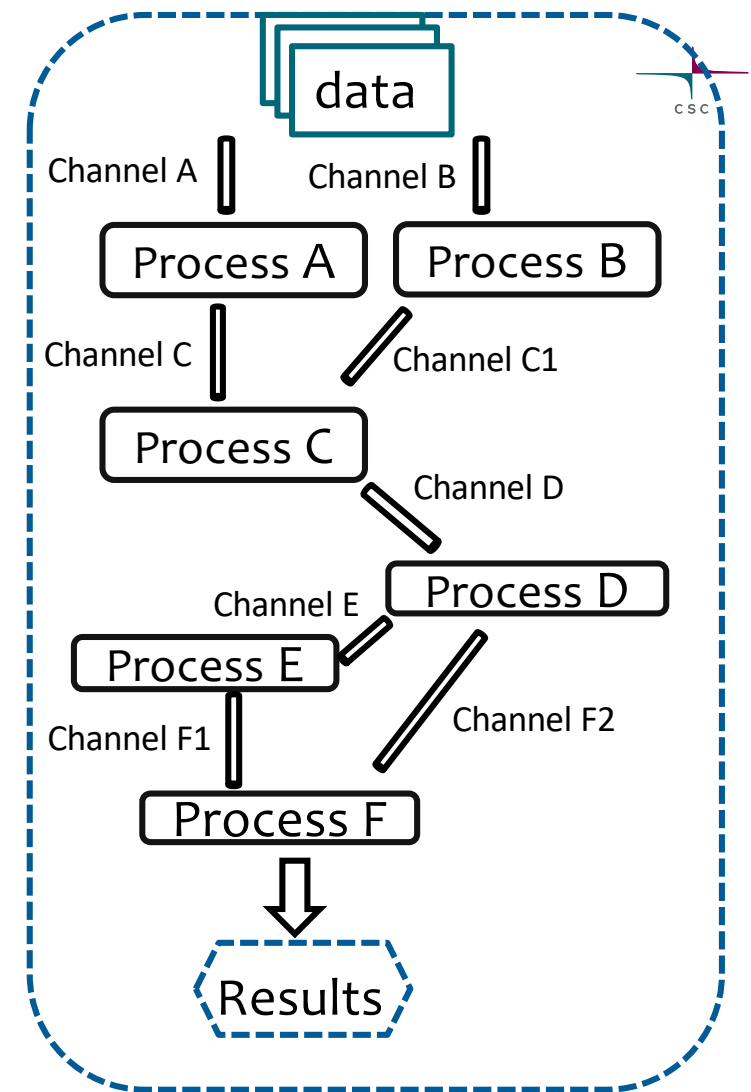 data
CSC
Channel A
Channel B
Process A
Process B
Channel C
Channel C1
Process C
Channel D
Process D
Channel E
Process E
Channel F1
Channel F2
Process F
Results